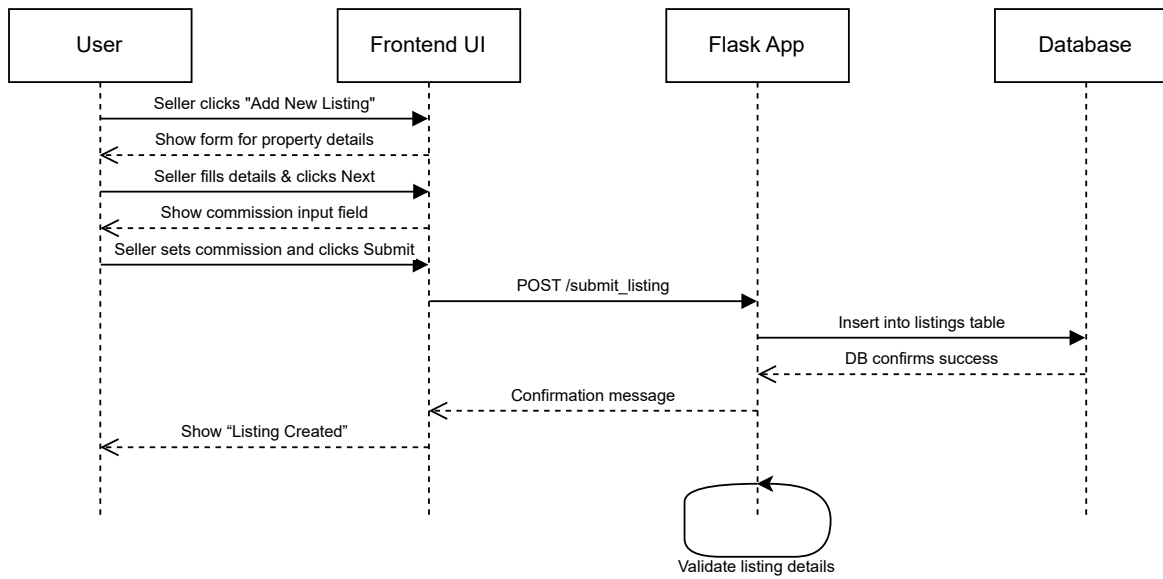 User
Frontend UI
Flask App
Database
Seller clicks "Add New Listing"
Show form for property details
Seller fills details & clicks Next
Show commission input field
Seller sets commission and clicks Submit
POST /submit_listing
Insert into listings table
DB confirms success
Confirmation message
Show “Listing Created”
Validate listing details